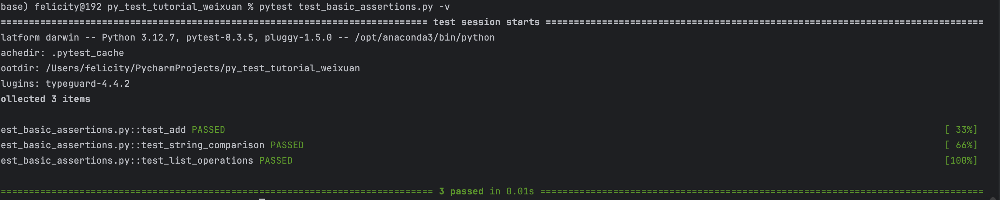 base) felicity@192 py_test_tutorial_weixuan % pytest test_basic_assertions.py -v
============================================================================ test session starts ==============================================================================
latform darwin -- Python 3.12.7, pytest-8.3.5, pluggy-1.5.0 -- /opt/anaconda3/bin/python
achedir: .pytest_cache
ootdir: /Users/felicity/PycharmProjects/py_test_tutorial_weixuan
lugins: typeguard-4.4.2
ollected 3 items
est_basic_assertions.py::test_add PASSED [ 33%]
est_basic_assertions.py::test_string_comparison PASSED [ 66%]
est_basic_assertions.py::test_list_operations PASSED [100%]
============================================================================= 3 passed in 0.01s ===============================================================================